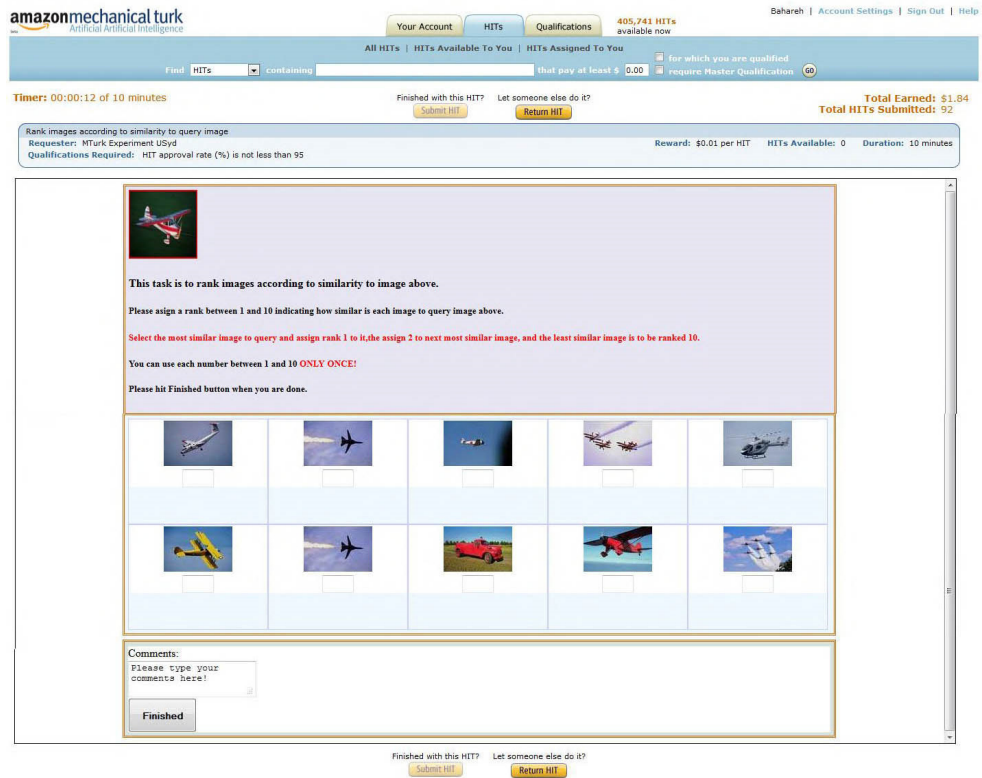 amazonmechanical turk
Artificial Artificial Intelligence
Your Account
HITs
Qualifications
405,741 HITs
available now
Bahareh | Account Settings | Sign Out | Help
All HITs | HITs Available To You | HITs Assigned To You
Find HITs containing that pay at least $ 0.00
for which you are qualified
require Master Qualification
GO
Timer: 00:00:12 of 10 minutes
Finished with this HIT? Let someone else do it?
Submit HIT Return HIT
Total Earned: $1.84
Total HITs Submitted: 92
Rank images according to similarity to query image
Requester: MTurk Experiment USyd
Reward: $0.01 per HIT HITs Available: 0 Duration: 10 minutes
Qualifications Required: HIT approval rate (%) is not less than 95
This task is to rank images according to similarity to image above.
Please asign a rank between 1 and 10 indicating how similar is each image to query image above.
Select the most similar image to query and assign rank 1 to it,the assign 2 to next most similar image, and the least similar image is to be ranked 10.
You can use each number between 1 and 10 ONLY ONCE!
Please hit Finished button when you are done.
Comments:
Please type your
comments here!
Finished
Finished with this HIT? Let someone else do it?
Submit HIT Return HIT